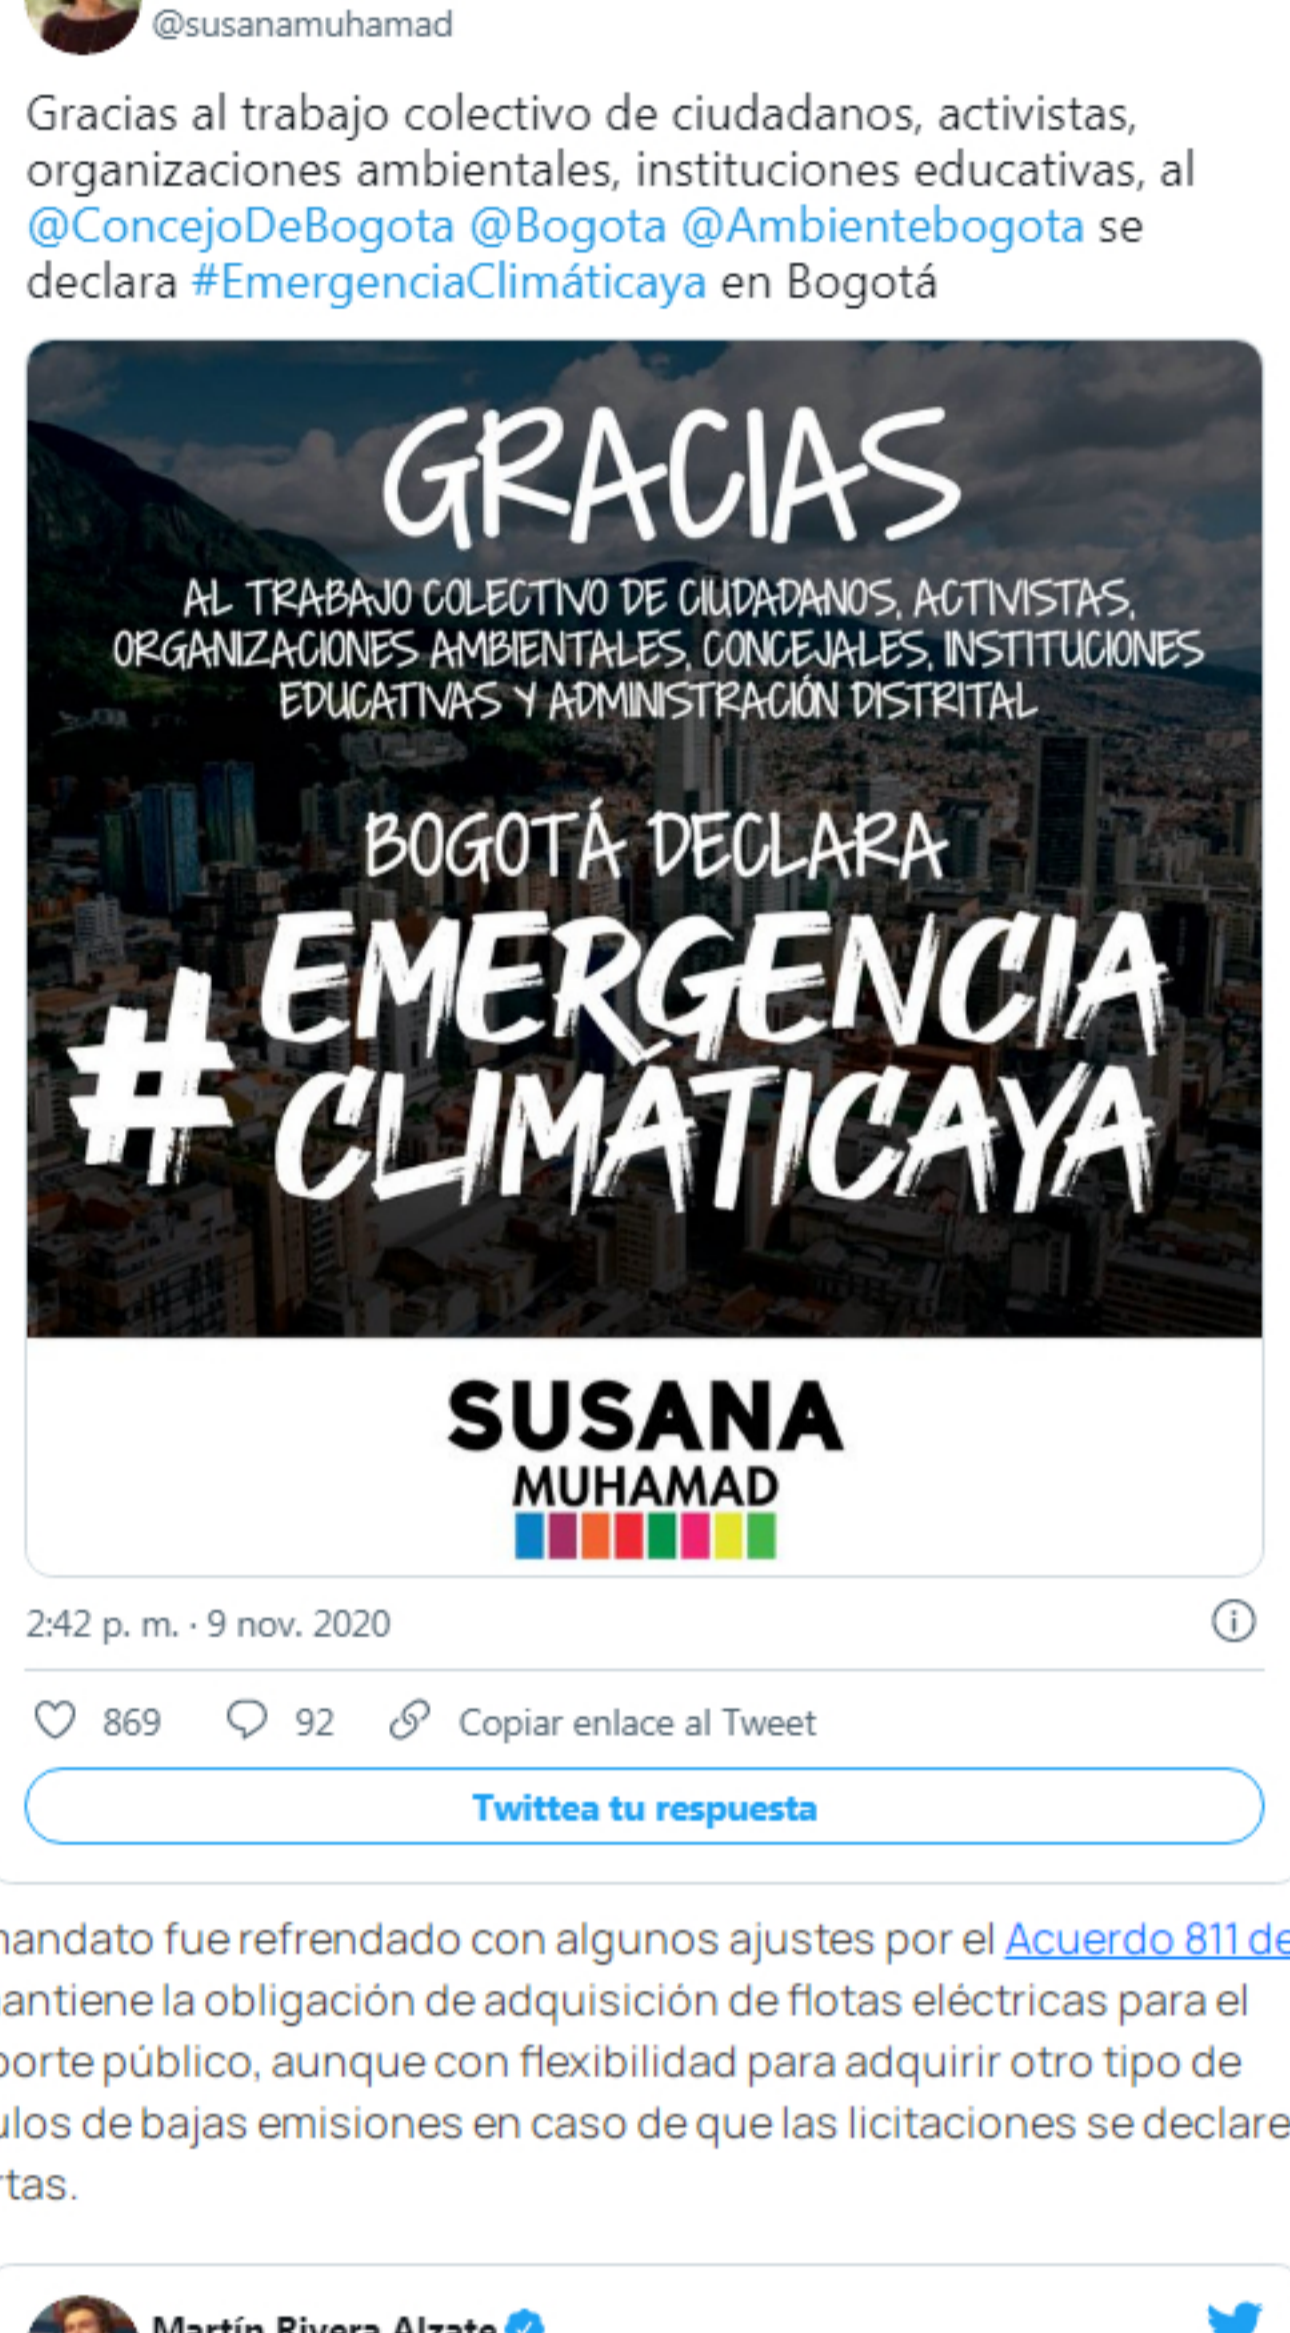 @susanamuhamad
Gracias al trabajo colectivo de ciudadanos, activistas,
organizaciones ambientales, instituciones educativas, al
@ConcejoDeBogota @Bogota @Ambientebogota se
declara #EmergenciaClimáticaya en Bogotá
GRACIAS
AL TRABAJO COLECTIVO DE CIUDADANOS, ACTIVISTAS,
ORGANIZACIONES AMBIENTALES, CONCEJALES, INSTITUCIONES
EDUCATIVAS Y ADMINISTRACIÓN DISTRITAL
BOGOTÁ DECLARA
#EMERGENCIA
CLIMÁTICAYA
SUSANA
MUHAMAD
2:42 p. m. · 9 nov. 2020
869 92 Copiar enlace al Tweet
Twittea tu respuesta
mandato fue refrendado con algunos ajustes por el Acuerdo 811 de
antiene la obligación de adquisición de flotas eléctricas para el
porte público, aunque con flexibilidad para adquirir otro tipo de
ulos de bajas emisiones en caso de que las licitaciones se declare
rtas.
Martín Rivera Alzate